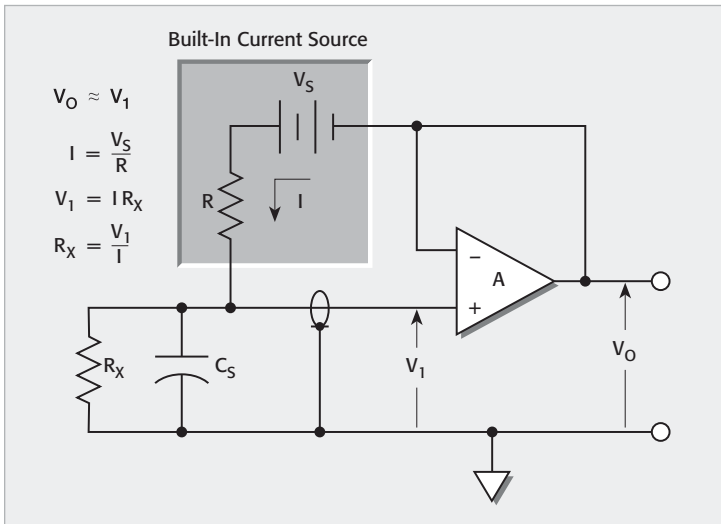 Built-In Current Source
V_O ≈ V_1
I = V_S / R
V_1 = I R_X
R_X = V_1 / I
V_S
R
I
−
A
+
R_X
C_S
V_1
V_O